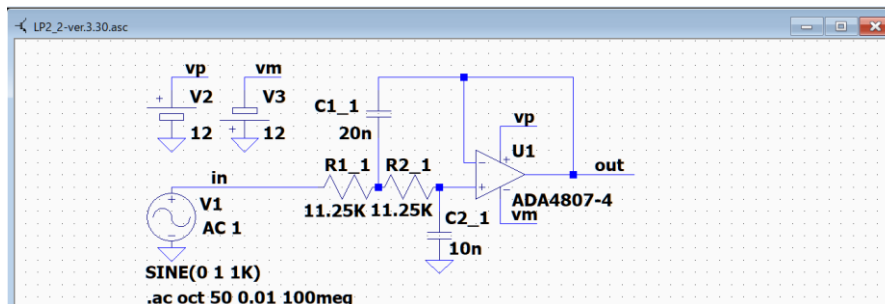 LP2_2-ver.3.30.asc
vp
vm
V2
V3
+
+
12
12
C1_1
20n
vp
U1
R1_1
R2_1
in
out
V1
+
-
+
+
-
-
11.25K
11.25K
ADA4807-4
AC 1
C2_1
vm
10n
SINE(0 1 1K)
.ac oct 50 0.01 100meg